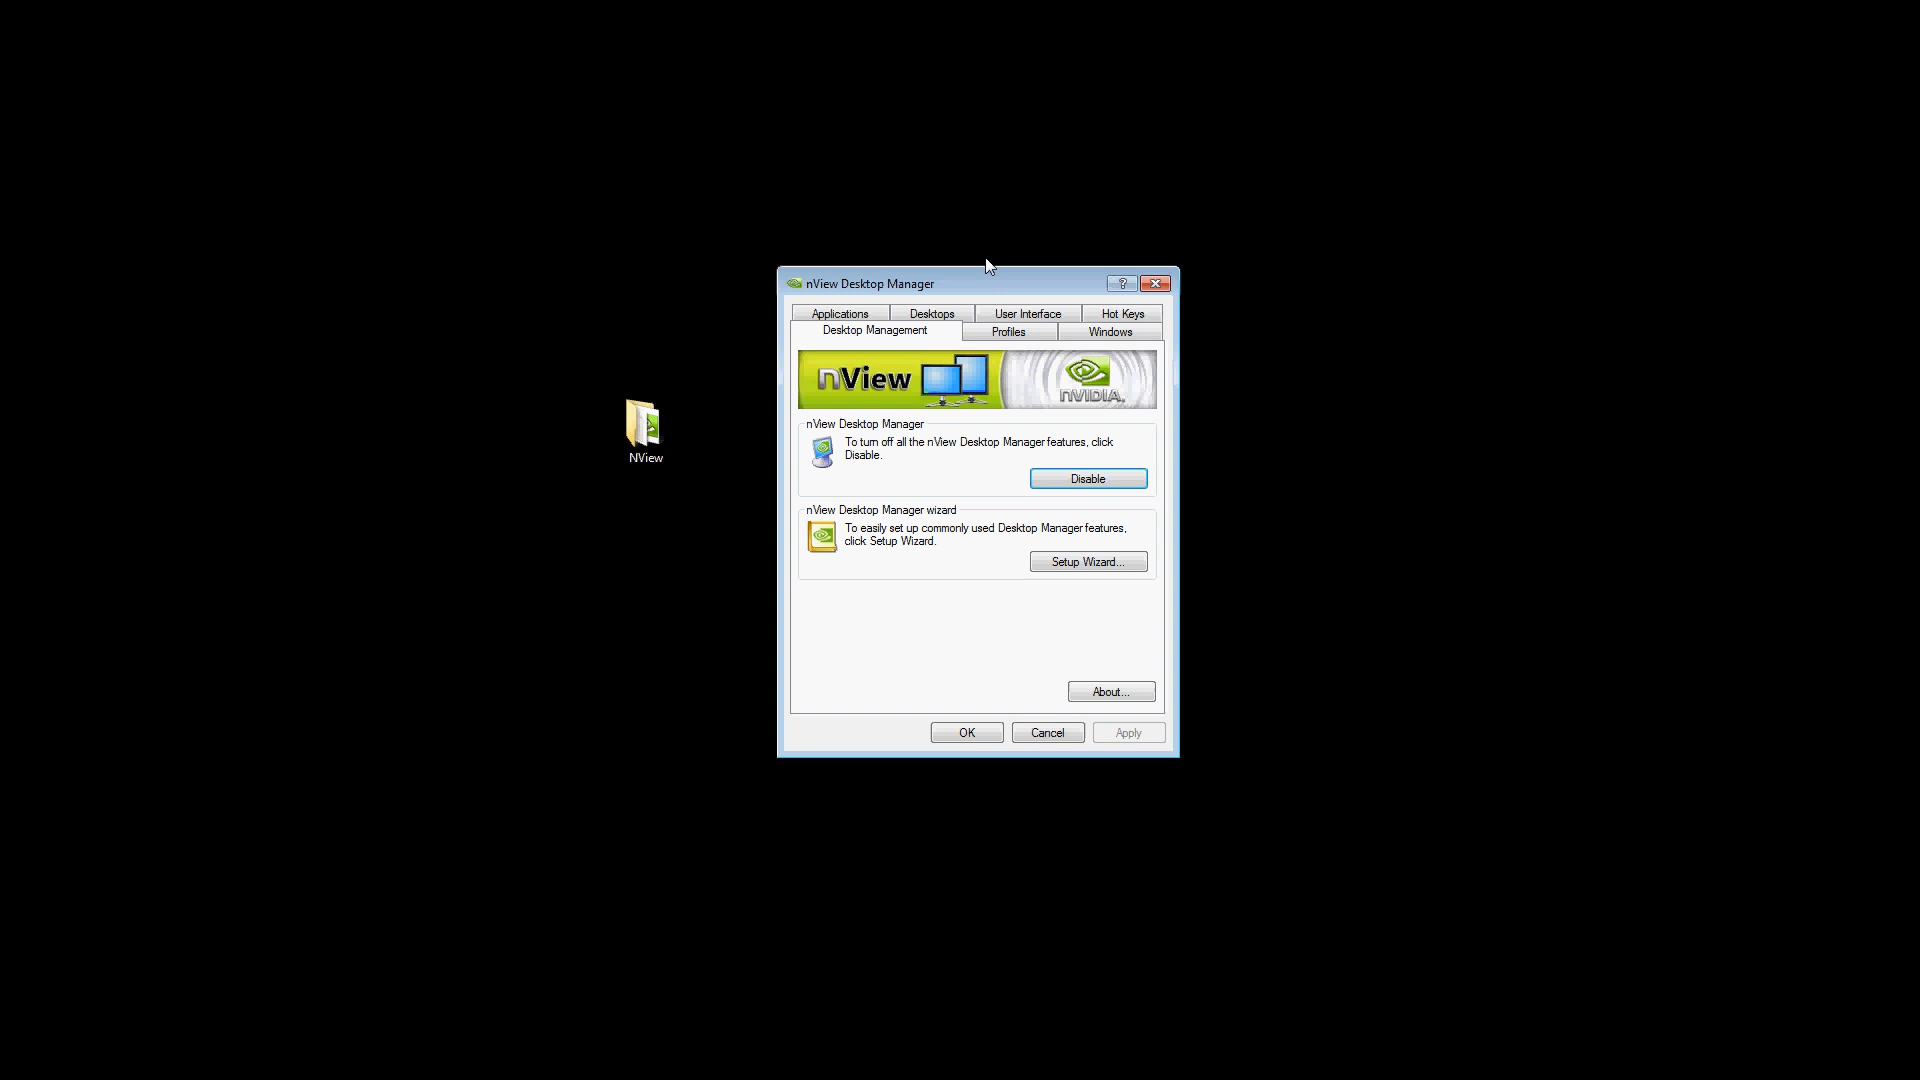 nView Desktop Manager
?
Applications Desktops User Interface Hot Keys
Desktop Management Profiles Windows
nView
NVIDIA.
nView Desktop Manager
To turn off all the nView Desktop Manager features, click
Disable.
Disable
nView Desktop Manager wizard
To easily set up commonly used Desktop Manager features,
click Setup Wizard.
Setup Wizard...
About...
OK Cancel Apply
NView